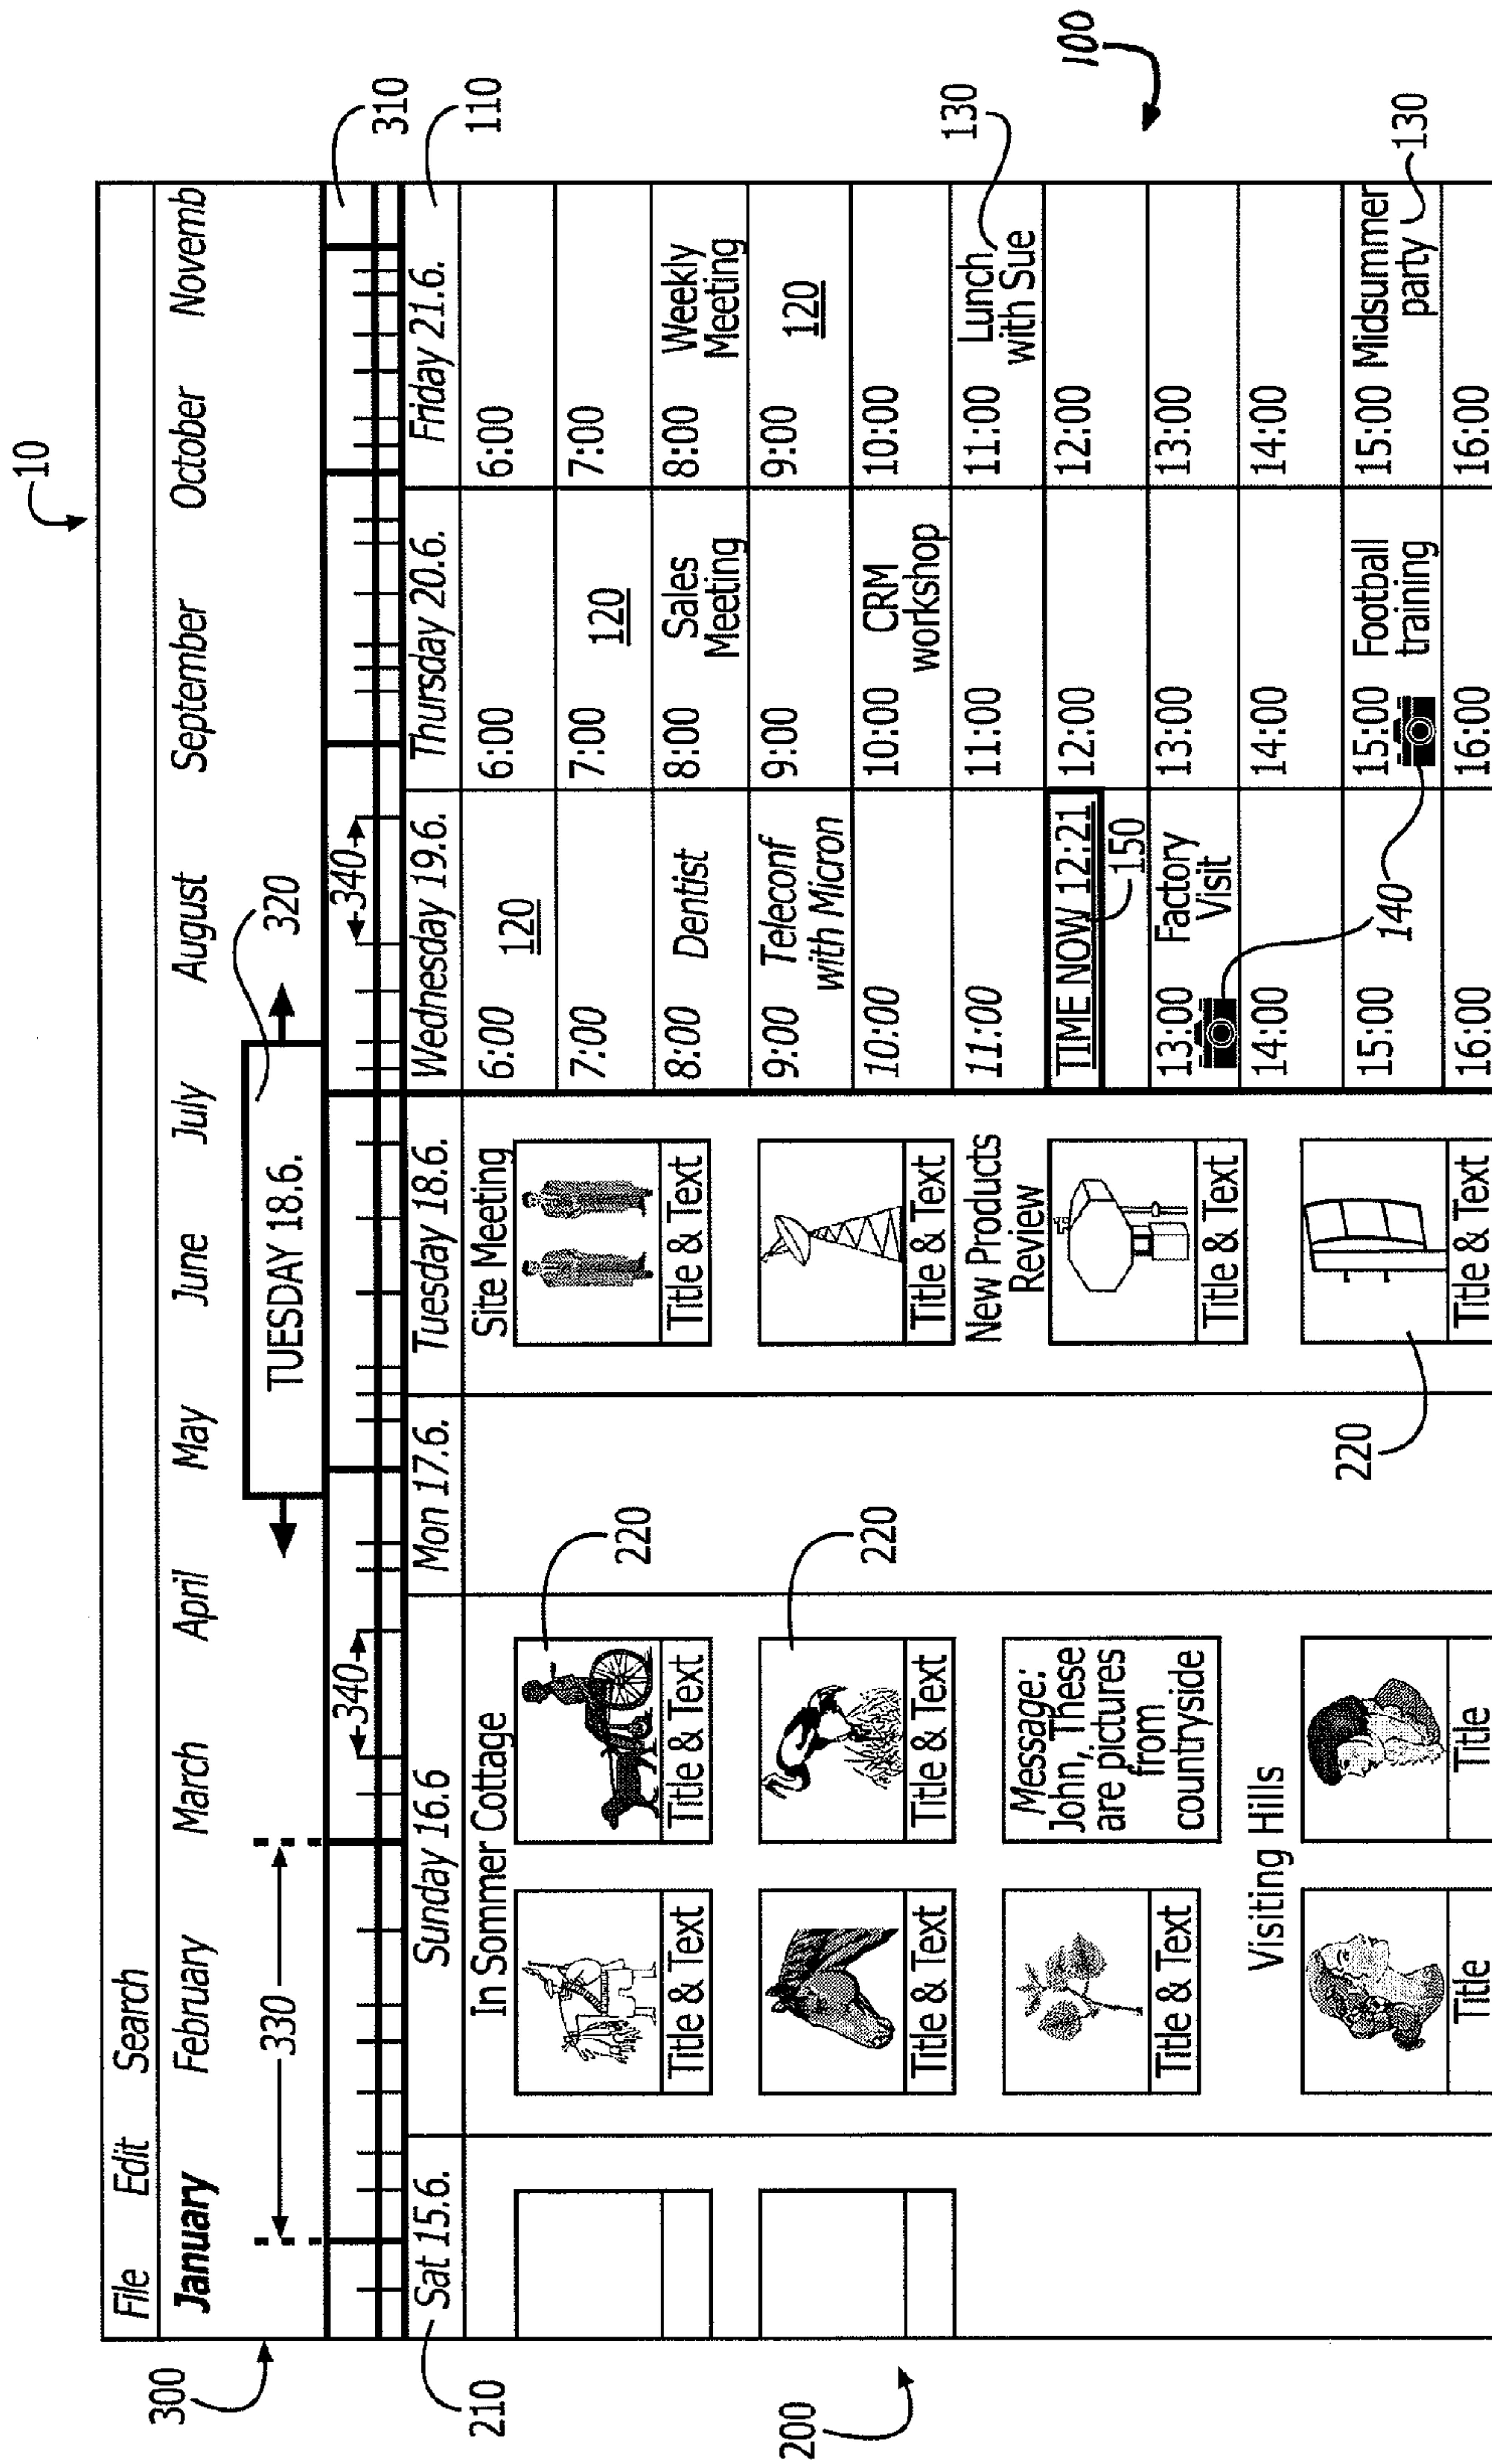 10
File Edit Search
300
January February March April May June July August September October Novemb
TUESDAY 18.6.
320
330
340
340
310
210
Sat 15.6.
Sunday 16.6
Mon 17.6.
Tuesday 18.6.
Wednesday 19.6.
Thursday 20.6.
Friday 21.6.
110
200
In Sommer Cottage
Title & Text
Title & Text
220
Title & Text
Title & Text
220
Title & Text
Message:
John, These
are pictures
from
countryside
Visiting Hills
Title
Title
Site Meeting
Title & Text
Title & Text
New Products
Review
Title & Text
Title & Text
220
6:00
120
7:00
8:00 Dentist
9:00 Teleconf
with Micron
10:00
11:00
TIME NOW 12:21
150
13:00 Factory
Visit
14:00
140
15:00
16:00
6:00
7:00
120
8:00 Sales
Meeting
9:00
10:00 CRM
workshop
11:00
12:00
13:00
14:00
15:00 Football
training
16:00
6:00
7:00
8:00 Weekly
Meeting
9:00
120
10:00
11:00 Lunch
with Sue
130
12:00
13:00
14:00
15:00 Midsummer
party
130
16:00
100